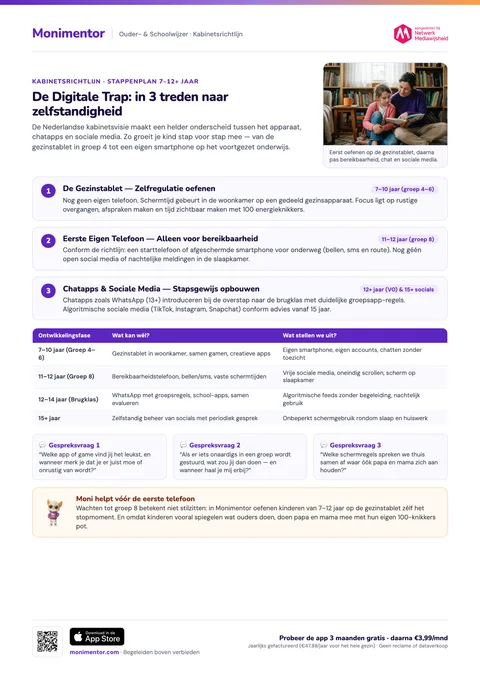 Monimentor
Ouder- & Schoolwijzer · Kabinetsrichtlijn
aangesloten bij
Netwerk
Mediawijsheid
KABINETSRICHTLIJN · STAPPENPLAN 7–12+ JAAR
De Digitale Trap: in 3 treden naar
zelfstandigheid
De Nederlandse kabinetsvisie maakt een helder onderscheid tussen het apparaat,
chatapps en sociale media. Zo groeit je kind stap voor stap mee — van de
gezinstablet in groep 4 tot een eigen smartphone op het voortgezet onderwijs.
Eerst oefenen op de gezinstablet, daarna
pas bereikbaarheid, chat en sociale media.
1
De Gezinstablet — Zelfregulatie oefenen
7–10 jaar (groep 4–6)
Nog geen eigen telefoon. Schermtijd gebeurt in de woonkamer op een gedeeld gezinsapparaat. Focus ligt op rustige
overgangen, afspraken maken en tijd zichtbaar maken met 100 energieknikkers.
2
Eerste Eigen Telefoon — Alleen voor bereikbaarheid
11–12 jaar (groep 8)
Conform de richtlijn: een starttelefoon of afgeschermde smartphone voor onderweg (bellen, sms en route). Nog géén
open social media of nachtelijke meldingen in de slaapkamer.
3
Chatapps & Sociale Media — Stapsgewijs opbouwen
12+ jaar (VO) & 15+ socials
Chatapps zoals WhatsApp (13+) introduceren bij de overstap naar de brugklas met duidelijke groepsapp-regels.
Algoritmische sociale media (TikTok, Instagram, Snapchat) conform advies vanaf 15 jaar.
Ontwikkelingsfase
Wat kan wél?
Wat stellen we uit?
7–10 jaar (Groep 4–
6)
Gezinstablet in woonkamer, samen gamen, creatieve apps
Eigen smartphone, eigen accounts, chatten zonder
toezicht
11–12 jaar (Groep 8)
Bereikbaarheidstelefoon, bellen/sms, vaste schermtijden
Vrije sociale media, oneindig scrollen, scherm op
slaapkamer
12–14 jaar (Brugklas)
WhatsApp met groepsregels, school-apps, samen
evalueren
Algoritmische feeds zonder begeleiding, nachtelijk
gebruik
15+ jaar
Zelfstandig beheer van socials met periodiek gesprek
Onbeperkt schermgebruik rondom slaap en huiswerk
Gespreksvraag 1
"Welke app of game vind jij het leukst, en
wanneer merk je dat je er juist moe of
onrustig van wordt?"
Gespreksvraag 2
"Als er iets onaardigs in een groep wordt
gestuurd, wat zou jij dan doen — en
wanneer haal je mij erbij?"
Gespreksvraag 3
"Welke schermregels spreken we thuis
samen af waar óók papa en mama zich aan
houden?"
Moni helpt vóór de eerste telefoon
Wachten tot groep 8 betekent niet stilzitten: in Monimentor oefenen kinderen van 7–12 jaar op de gezinstablet zélf het
stopmoment. En omdat kinderen vooral spiegelen wat ouders doen, doen papa en mama mee met hun eigen 100-knikkers
pot.
Download in de
App Store
monimentor.com · Begeleiden boven verbieden
Probeer de app 3 maanden gratis · daarna €3,99/mnd
Jaarlijks gefactureerd (€47,88/jaar voor het hele gezin) · Geen reclame of dataverkoop